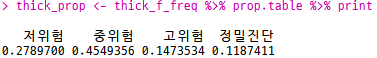 > thick_prop <- thick_f_freq %>% prop.table %>% print
저위험 중위험 고위험 정밀진단
0.2789700 0.4549356 0.1473534 0.1187411